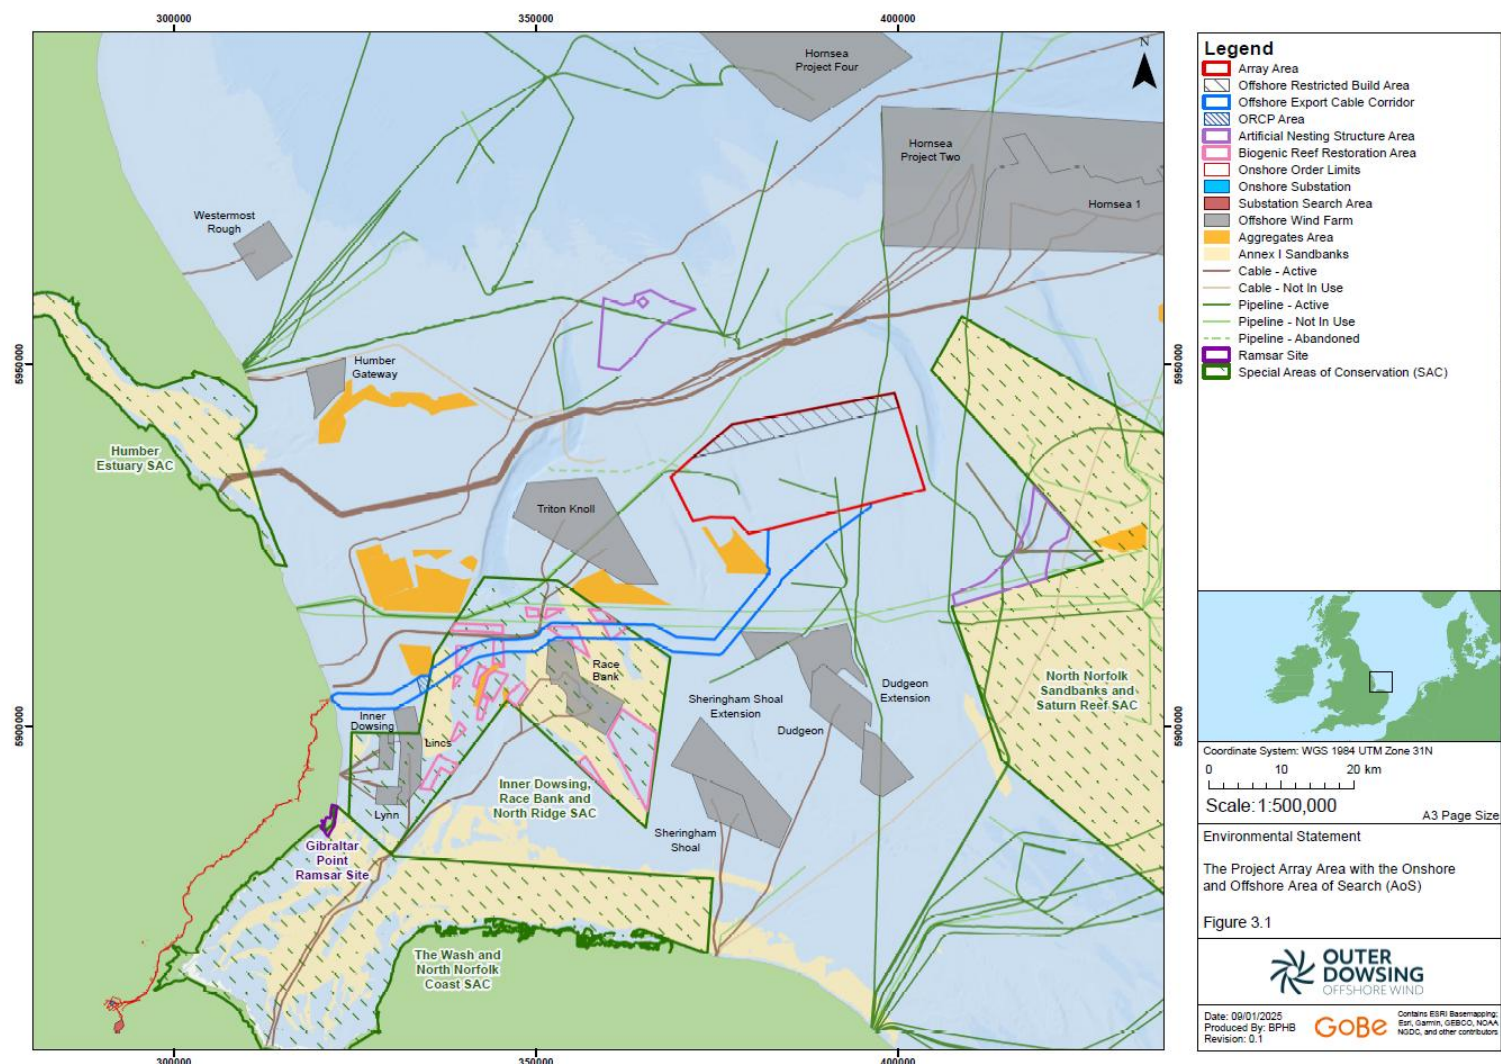 300000
350000
400000
Hornsea
Project Four
N
Hornsea
Project Two
Hornsea 1
Westermost
Rough
5950000
5950000
Humber
Gateway
Humber
Estuary SAC
Triton Knoll
Race
Bank
North Norfolk
Sandbanks and
Saturn Reef SAC
Sheringham Shoal
Extension
Dudgeon
Extension
Dudgeon
5900000
5900000
Inner
Dowsing
Lincs
Lynn
Inner Dowsing,
Race Bank and
North Ridge SAC
Sheringham
Shoal
Gibraltar
Point
Ramsar Site
The Wash and
North Norfolk
Coast SAC
300000
350000
400000
Legend
Array Area
Offshore Restricted Build Area
Offshore Export Cable Corridor
ORCP Area
Artificial Nesting Structure Area
Biogenic Reef Restoration Area
Onshore Order Limits
Onshore Substation
Substation Search Area
Offshore Wind Farm
Aggregates Area
Annex I Sandbanks
Cable - Active
Cable - Not In Use
Pipeline - Active
Pipeline - Not In Use
Pipeline - Abandoned
Ramsar Site
Special Areas of Conservation (SAC)
Coordinate System: WGS 1984 UTM Zone 31N
0 10 20 km
Scale:1:500,000
A3 Page Size
Environmental Statement
The Project Array Area with the Onshore
and Offshore Area of Search (AoS)
Figure 3.1
OUTER
DOWSING
OFFSHORE WIND
Date: 09/01/2025
Produced By: BPHB
Revision: 0.1
GoBe
Contains ESRI Basemapping;
Esri, Garmin, GEBCO, NOAA
NGDC, and other contributors